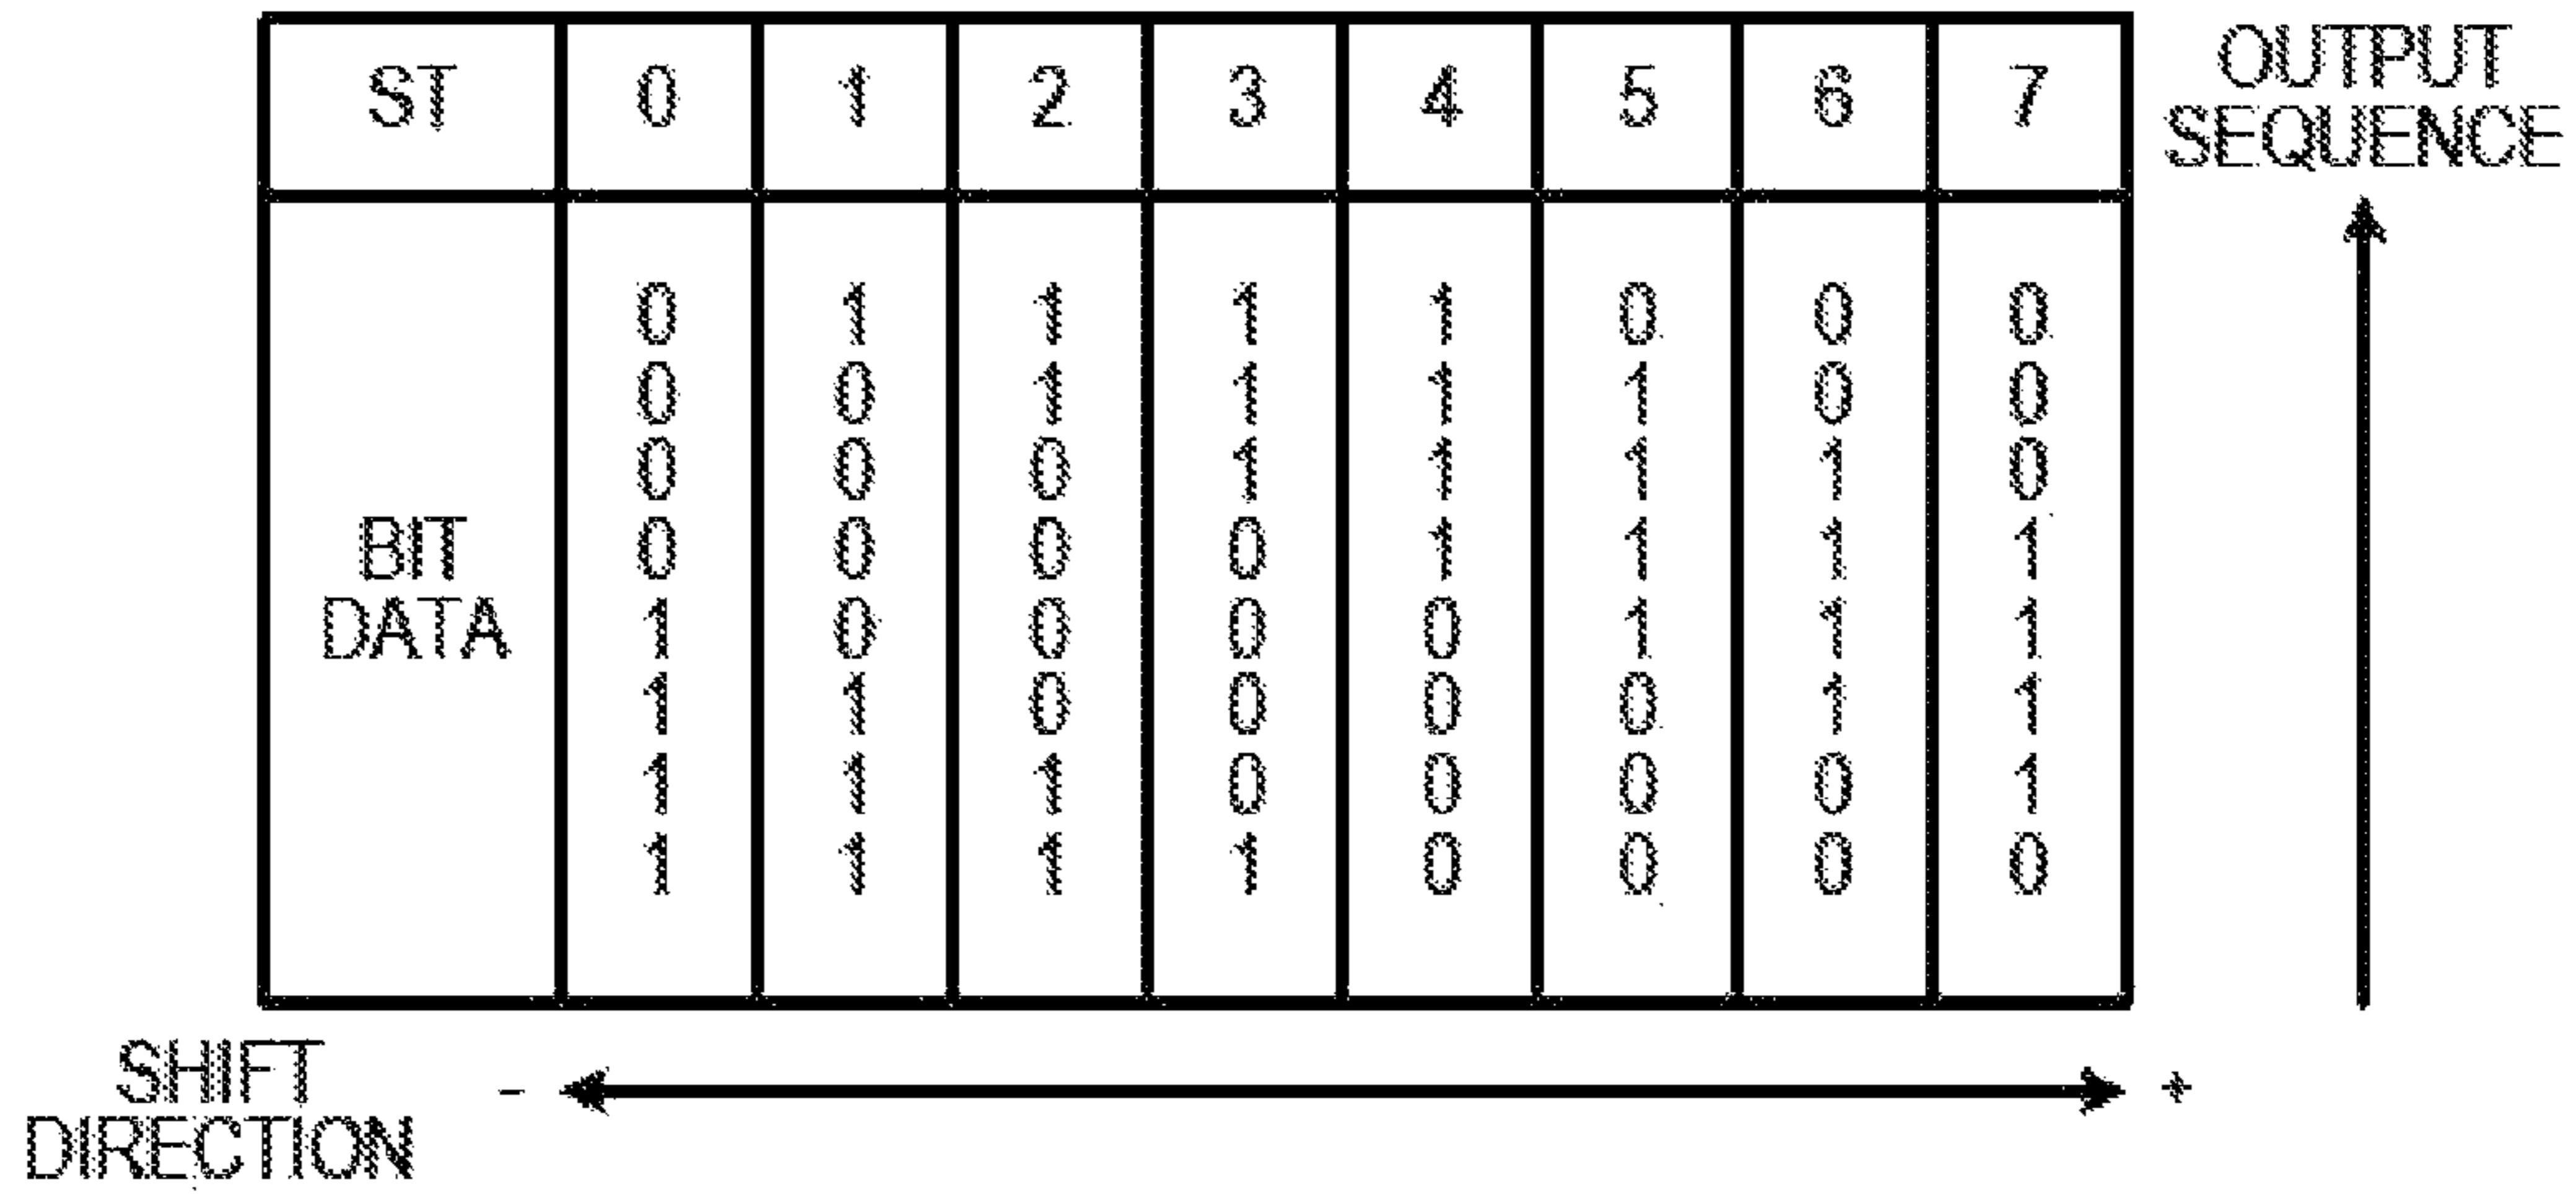 ST 0 1 2 3 4 5 6 7
OUTPUT
SEQUENCE
0 1 1 1 1 0 0 0
0 0 1 1 1 1 0 0
0 0 0 1 1 1 1 0
BIT 0 0 0 0 1 1 1 1
DATA 1 0 0 0 0 1 1 1
1 1 0 0 0 0 1 1
1 1 1 0 0 0 0 1
1 1 1 1 0 0 0 0
SHIFT
DIRECTION
- +